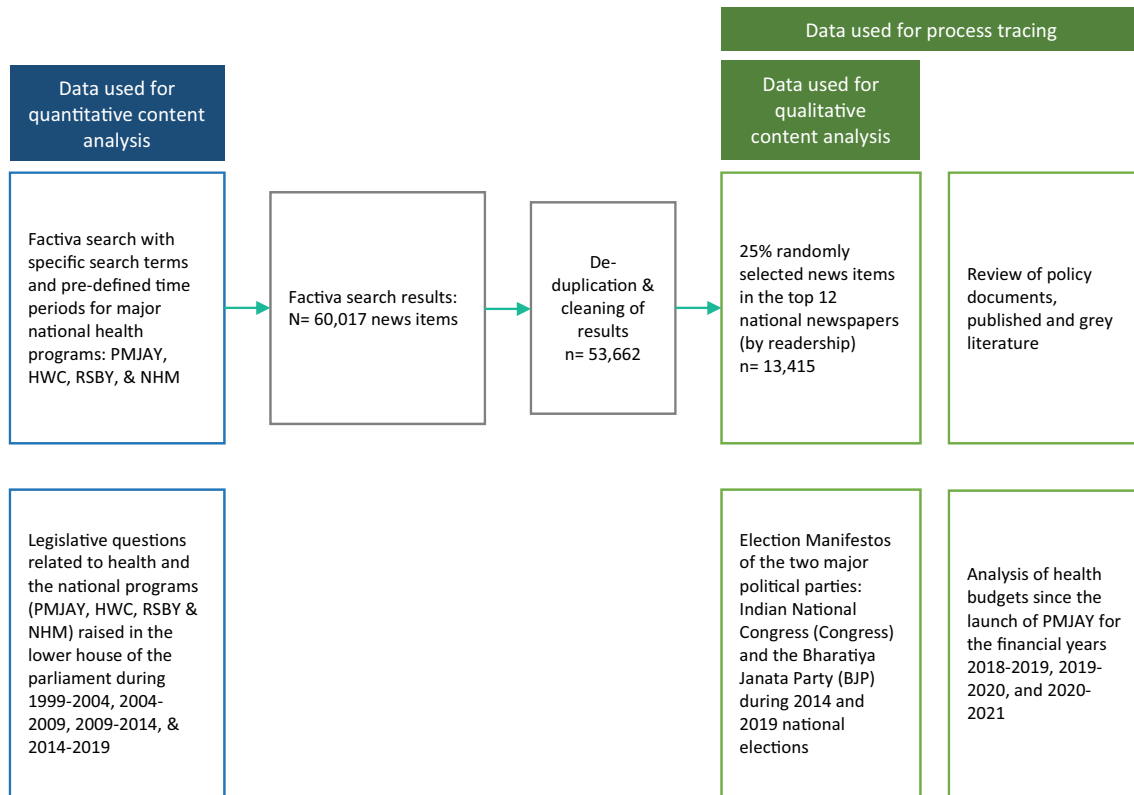 Data used for process tracing
Data used for
quantitative content
analysis
Data used for
qualitative
content analysis
Factiva search with
specific search terms
and pre-defined time
periods for major
national health
programs: PMJAY,
HWC, RSBY, & NHM
Factiva search results:
N= 60,017 news items
De-
duplication &
cleaning of
results
n= 53,662
25% randomly
selected news items
in the top 12
national newspapers
(by readership)
n= 13,415
Review of policy
documents,
published and grey
literature
Legislative questions
related to health and
the national programs
(PMJAY, HWC, RSBY &
NHM) raised in the
lower house of the
parliament during
1999-2004, 2004-
2009, 2009-2014, &
2014-2019
Election Manifestos
of the two major
political parties:
Indian National
Congress (Congress)
and the Bharatiya
Janata Party (BJP)
during 2014 and
2019 national
elections
Analysis of health
budgets since the
launch of PMJAY for
the financial years
2018-2019, 2019-
2020, and 2020-
2021